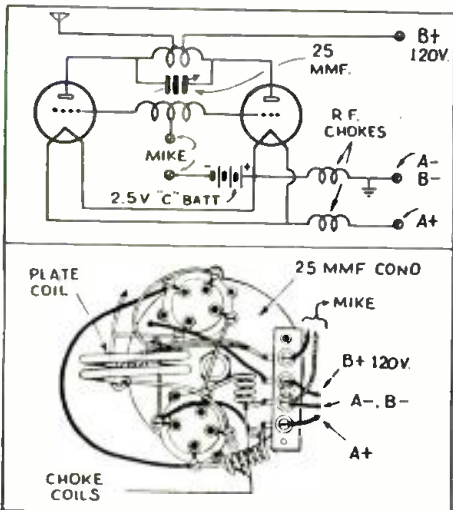 B+
120V.
25
MMF.
R.F.
CHOKES
MIKE
A-
B-
2.5V "C" BATT
- +
A+
PLATE
COIL
25 MMF COND
MIKE
B+ 120V.
A-, B-
A+
CHOKE
COILS